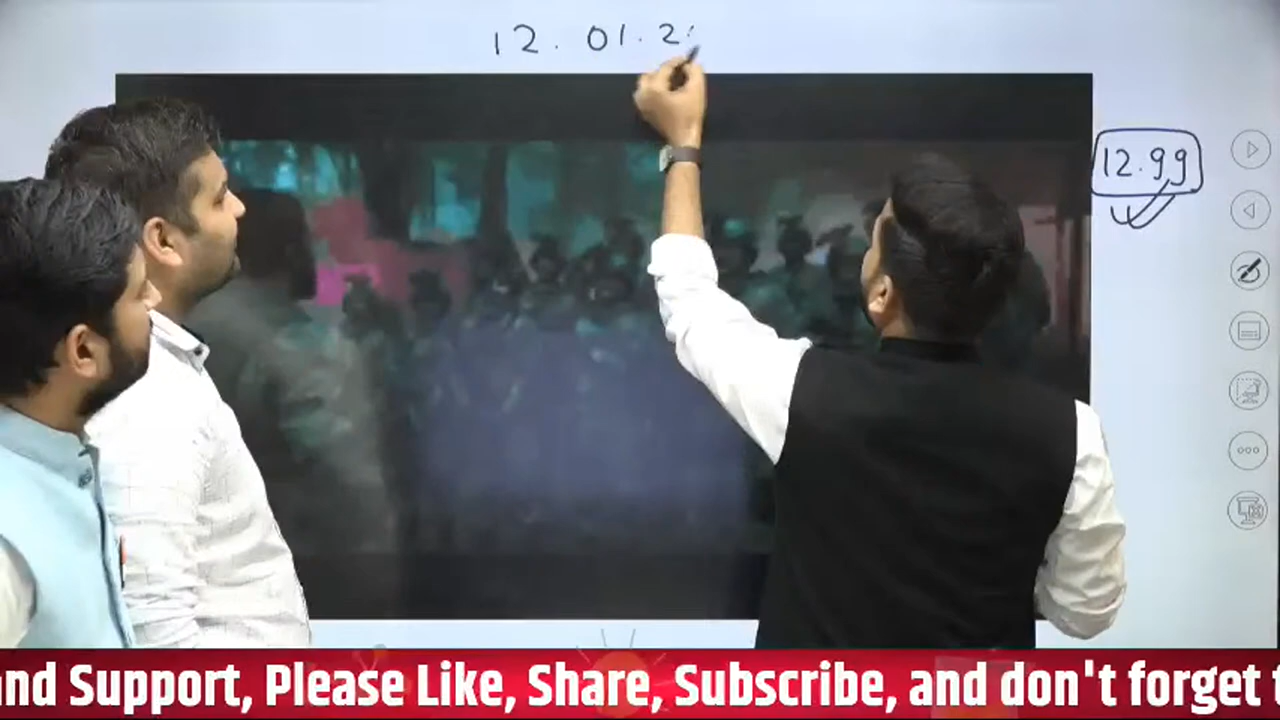 12.01.2
12.99
and Support, Please Like, Share, Subscribe, and don't forget t